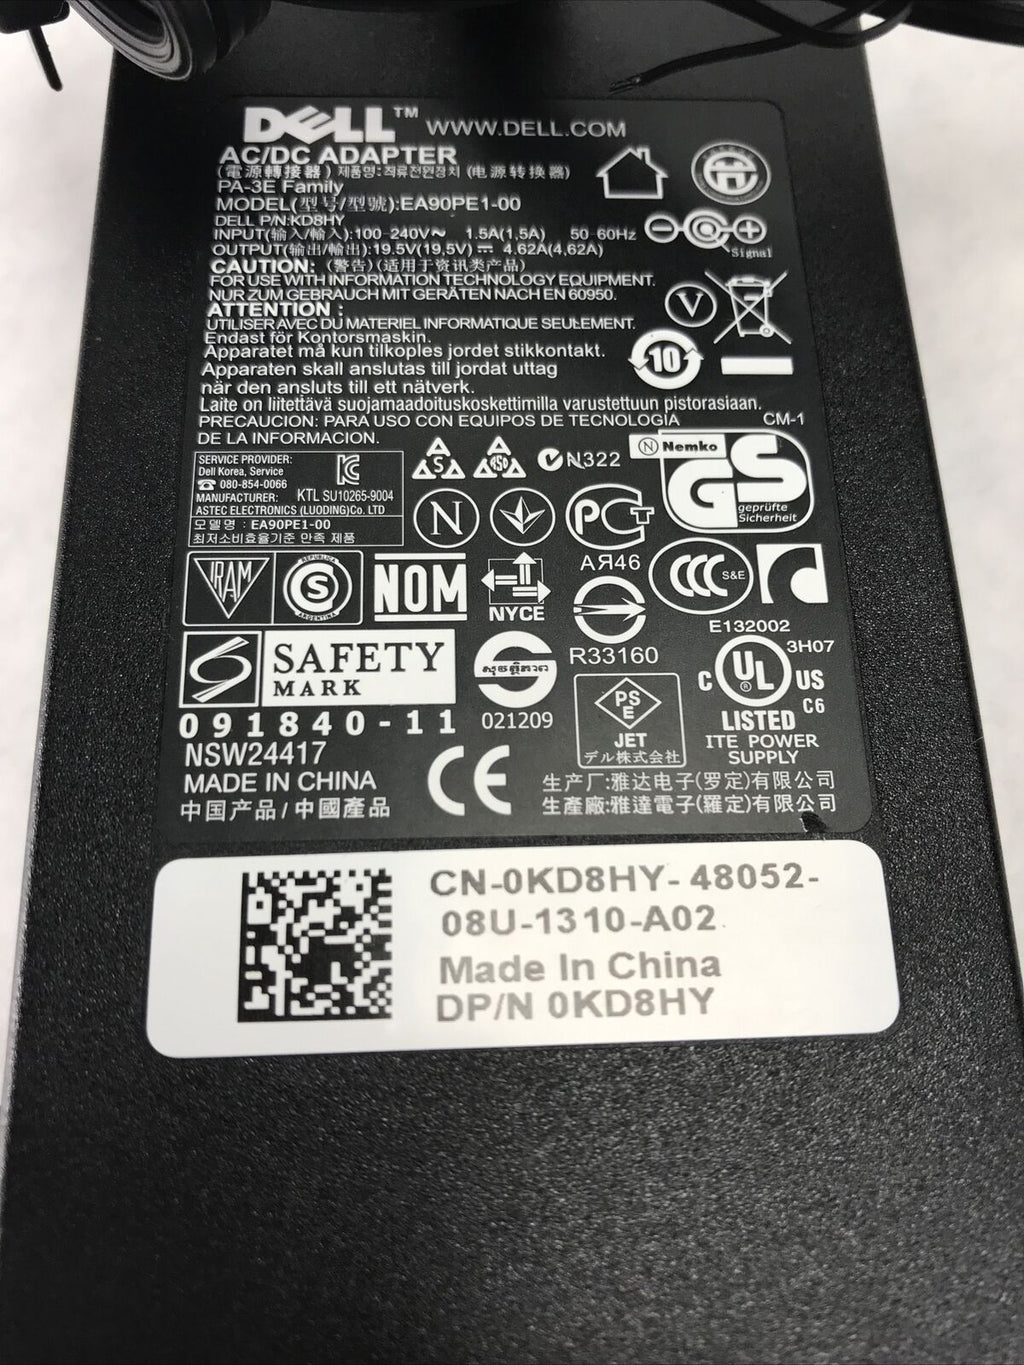 DELL™ WWW.DELL.COM
AC/DC ADAPTER
(電源轉接器) 제품명:직류전원장치 (电源转换器)
PA-3E Family
MODEL(型号/型號):EA90PE1-00
DELL P/N:KD8HY
INPUT(输入/輸入):100-240V~ 1.5A(1,5A) 50-60Hz
OUTPUT(输出/輸出):19.5V(19,5V) ⎓ 4.62A(4,62A)
Signal
CAUTION: (警告)(适用于资讯类产品)
FOR USE WITH INFORMATION TECHNOLOGY EQUIPMENT.
NUR ZUM GEBRAUCH MIT GERÄTEN NACH EN 60950.
ATTENTION :
UTILISER AVEC DU MATERIEL INFORMATIQUE SEULEMENT.
Endast för Kontorsmaskin.
Apparatet må kun tilkoples jordet stikkontakt.
Apparaten skall anslutas till jordat uttag
när den ansluts till ett nätverk.
Laite on liitettävä suojamaadoituskoskettimilla varustettuun pistorasiaan.
PRECAUCION: PARA USO CON EQUIPOS DE TECNOLOGIA
DE LA INFORMACION.
V
10
CM-1
SERVICE PROVIDER:
Dell Korea, Service
☎ 080-854-0066
MANUFACTURER: KTL SU10265-9004
ASTEC ELECTRONICS (LUODING)Co. LTD
모델명 : EA90PE1-00
최저소비효율기준 만족 제품
N322
N Nemko
GS
geprüfte
Sicherheit
N
PCT
АЯ46
IRAM
S
REPUBLICA
ARGENTINA
NOM
NYCE
CCC S&E
SAFETY
MARK
091840-11
021209
R33160
E132002
3H07
C UL ® US
C6
LISTED
ITE POWER
SUPPLY
PS
E
JET
デル株式会社
NSW24417
MADE IN CHINA
中国产品/中國產品
CE
生产厂:雅达电子(罗定)有限公司
生產廠:雅達電子(羅定)有限公司
CN-0KD8HY-48052-
08U-1310-A02
Made In China
DP/N 0KD8HY